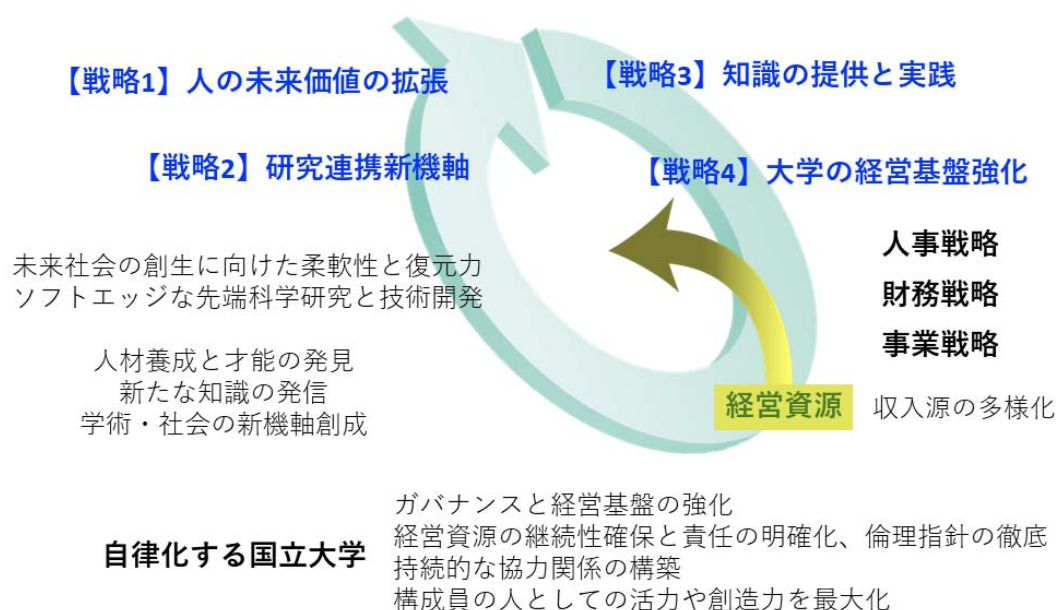 【戦略1】人の未来価値の拡張
【戦略2】研究連携新機軸
【戦略3】知識の提供と実践
【戦略4】大学の経営基盤強化
人事戦略
財務戦略
事業戦略
未来社会の創生に向けた柔軟性と復元力
ソフトエッジな先端科学研究と技術開発
人材養成と才能の発見
新たな知識の発信
学術・社会の新機軸創成
経営資源
収入源の多様化
自律化する国立大学
ガバナンスと経営基盤の強化
経営資源の継続性確保と責任の明確化、倫理指針の徹底
持続的な協力関係の構築
構成員の人としての活力や創造力を最大化